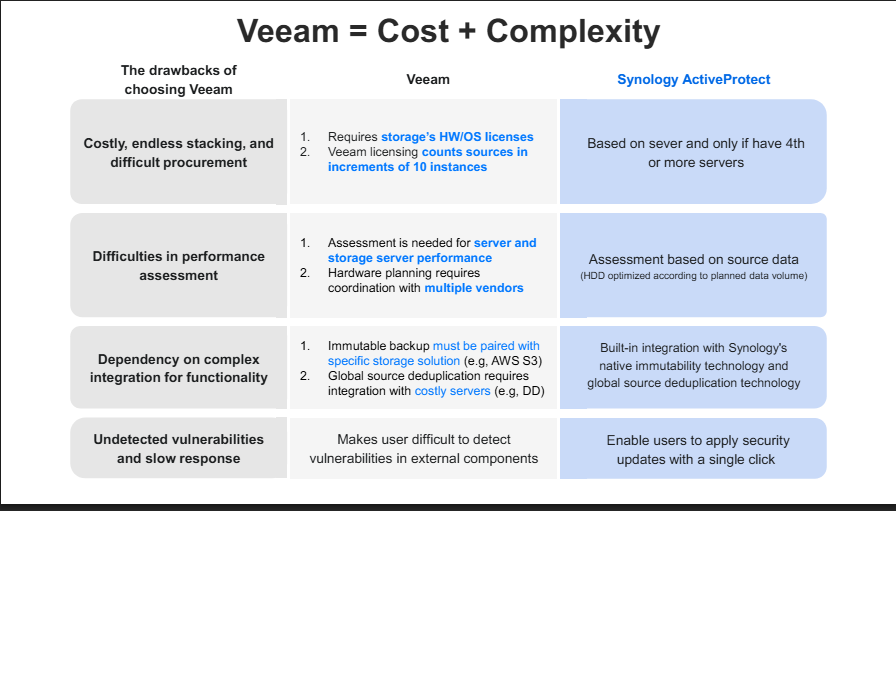 Veeam = Cost + Complexity
The drawbacks of
choosing Veeam
Veeam
Synology ActiveProtect
Costly, endless stacking, and
difficult procurement
1. Requires storage's HW/OS licenses
2. Veeam licensing counts sources in
increments of 10 instances
Based on sever and only if have 4th
or more servers
Difficulties in performance
assessment
1. Assessment is needed for server and
storage server performance
2. Hardware planning requires
coordination with multiple vendors
Assessment based on source data
(HDD optimized according to planned data volume)
Dependency on complex
integration for functionality
1. Immutable backup must be paired with
specific storage solution (e.g, AWS S3)
2. Global source deduplication requires
integration with costly servers (e.g, DD)
Built-in integration with Synology's
native immutability technology and
global source deduplication technology
Undetected vulnerabilities
and slow response
Makes user difficult to detect
vulnerabilities in external components
Enable users to apply security
updates with a single click